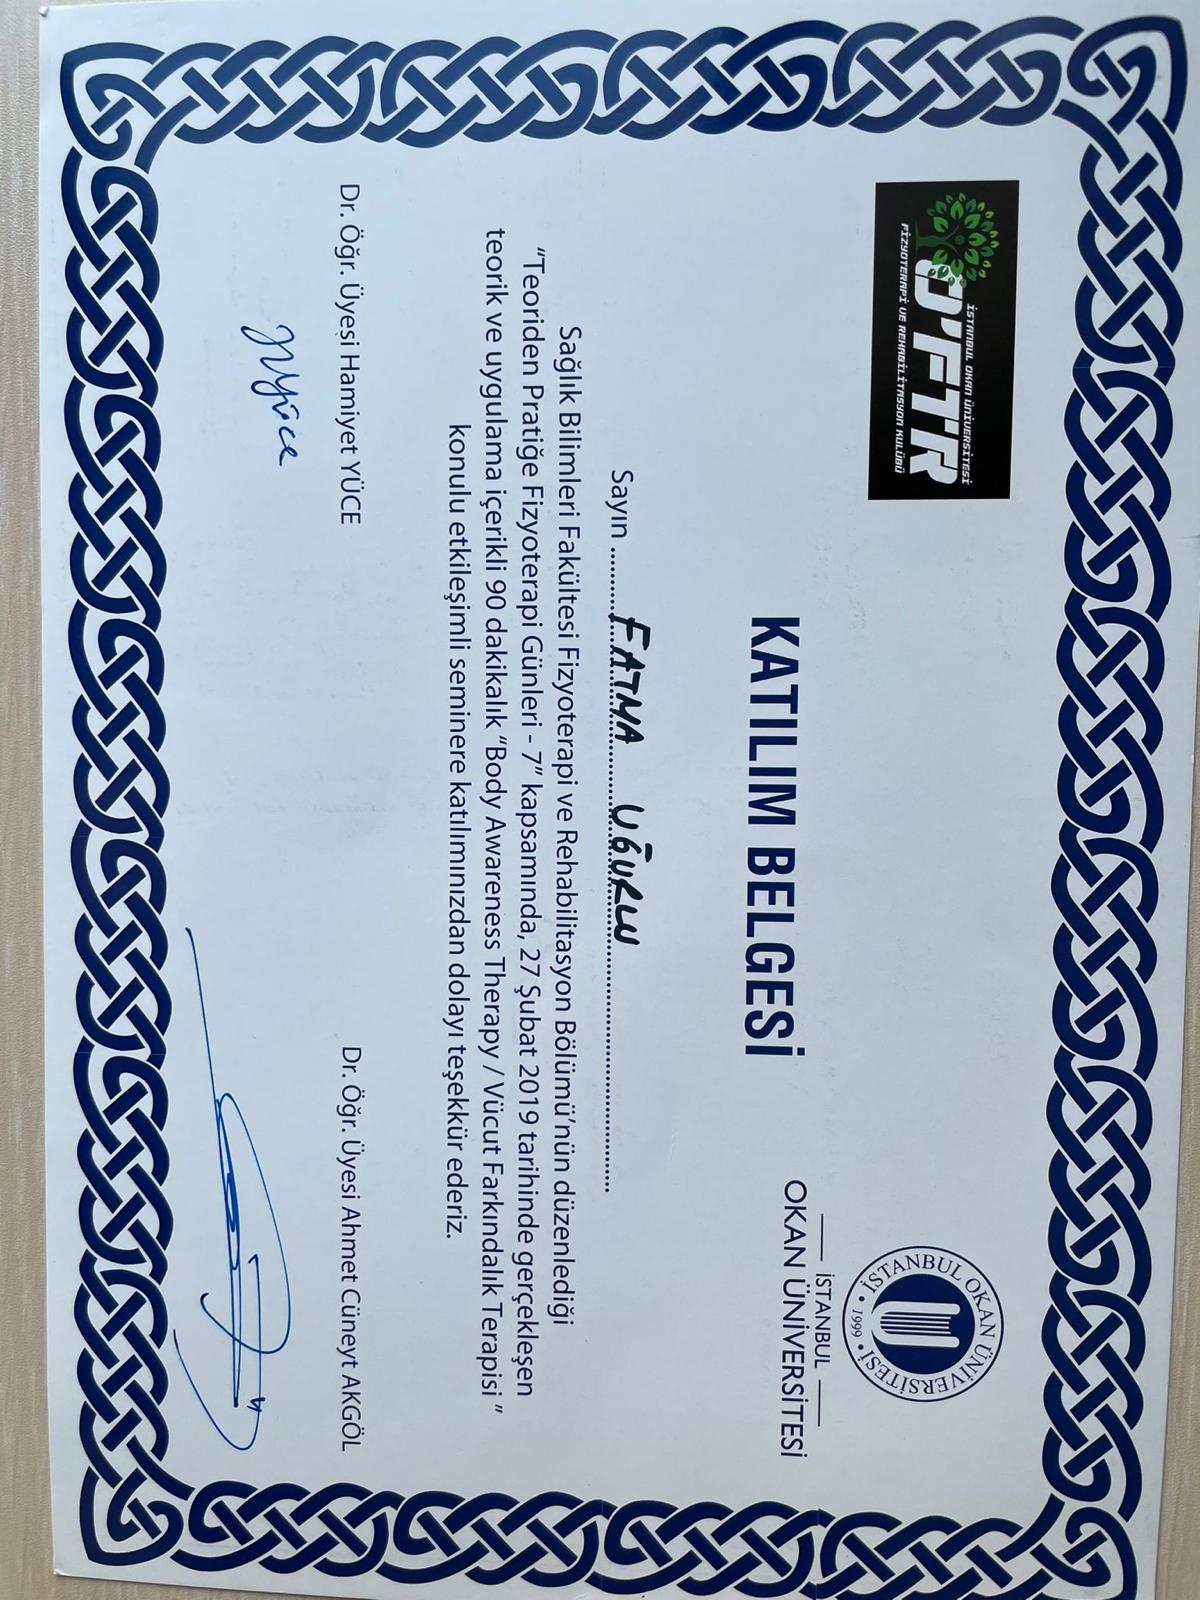 İSTANBUL OKAN ÜNİVERSİTESİ
O'FTR
FİZYOTERAPİ VE REHABİLİTASYON KULÜBÜ
İSTANBUL OKAN ÜNİVERSİTESİ
1999
İSTANBUL
OKAN ÜNİVERSİTESİ
KATILIM BELGESİ
Sayın ..........FATMA UĞURLU..........
Sağlık Bilimleri Fakültesi Fizyoterapi ve Rehabilitasyon Bölümü'nün düzenlediği
"Teoriden Pratiğe Fizyoterapi Günleri - 7" kapsamında, 27 Şubat 2019 tarihinde gerçekleşen
teorik ve uygulama içerikli 90 dakikalık "Body Awareness Therapy / Vücut Farkındalık Terapisi "
konulu etkileşimli seminere katılımınızdan dolayı teşekkür ederiz.
Dr. Öğr. Üyesi Hamiyet YÜCE
Dr. Öğr. Üyesi Ahmet Cüneyt AKGÖL
HYüce